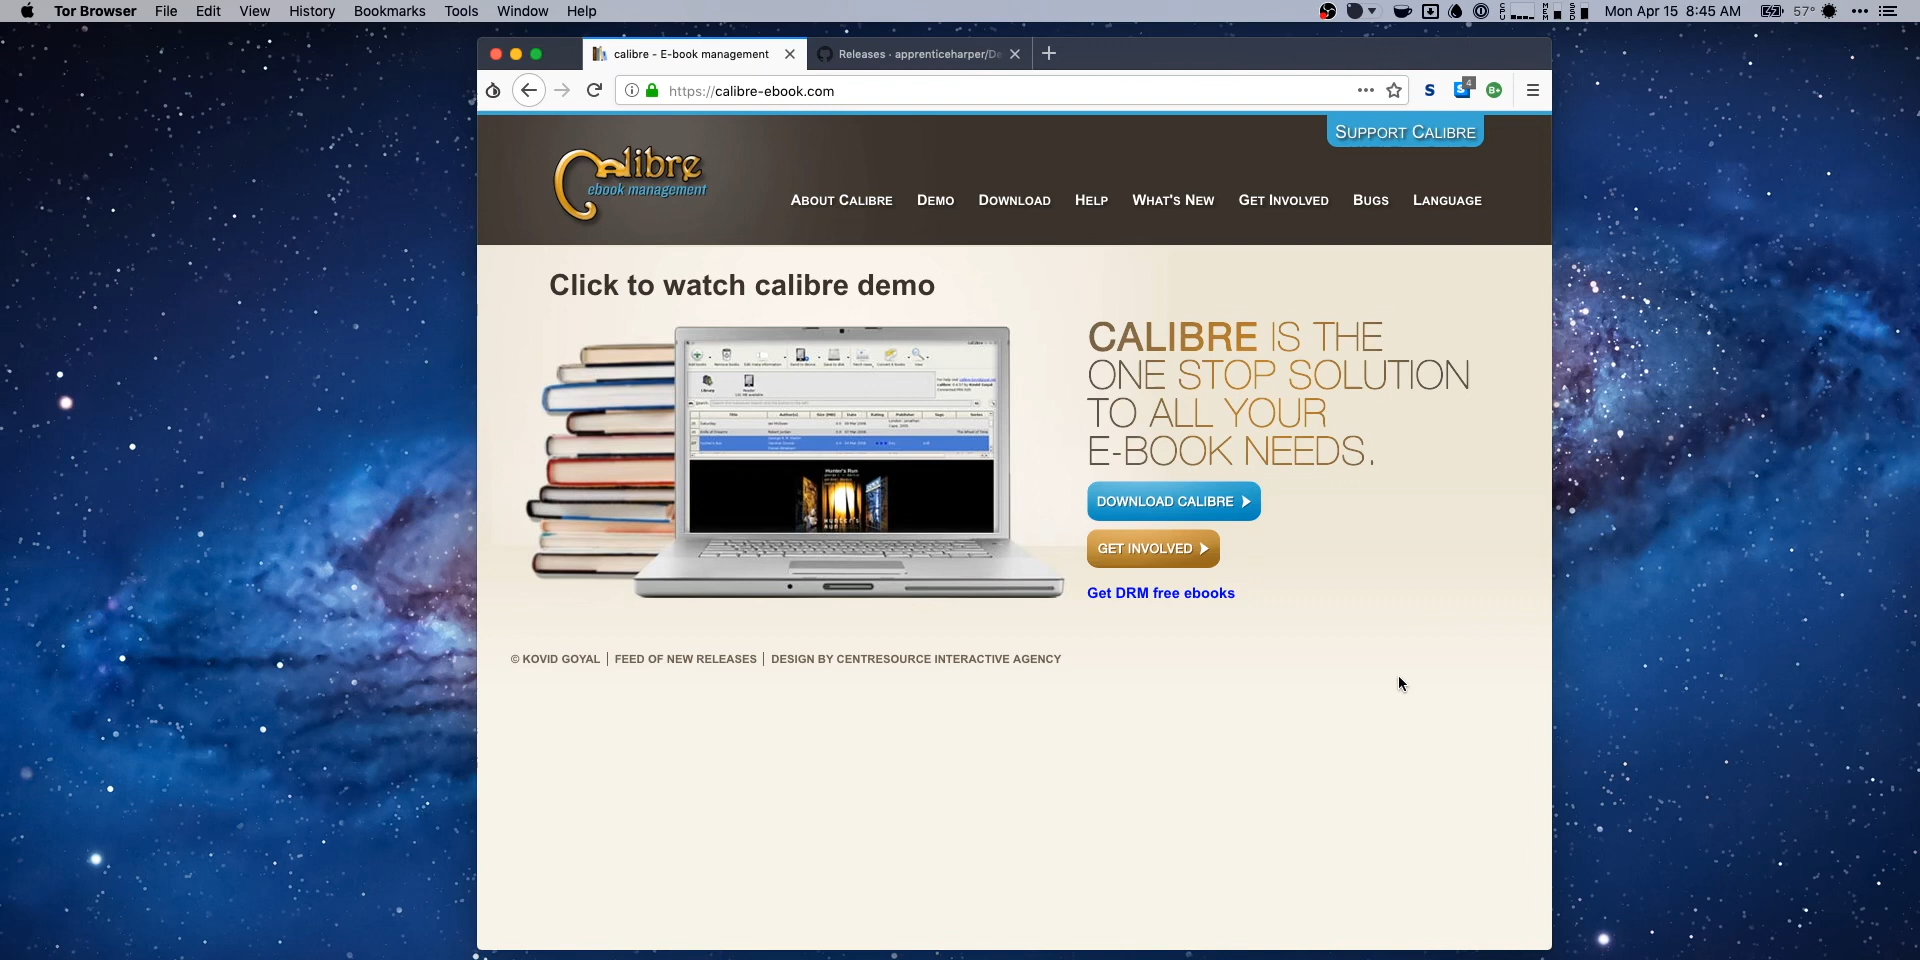 Tor Browser File Edit View History Bookmarks Tools Window Help
Mon Apr 15 8:45 AM 57°
calibre - E-book management
Releases · apprenticeharper/De
https://calibre-ebook.com
SUPPORT CALIBRE
Calibre
ebook management
ABOUT CALIBRE DEMO DOWNLOAD HELP WHAT'S NEW GET INVOLVED BUGS LANGUAGE
Click to watch calibre demo
CALIBRE IS THE
ONE STOP SOLUTION
TO ALL YOUR
E-BOOK NEEDS.
DOWNLOAD CALIBRE
GET INVOLVED
Get DRM free ebooks
Hunter's Run
© KOVID GOYAL FEED OF NEW RELEASES DESIGN BY CENTRESOURCE INTERACTIVE AGENCY